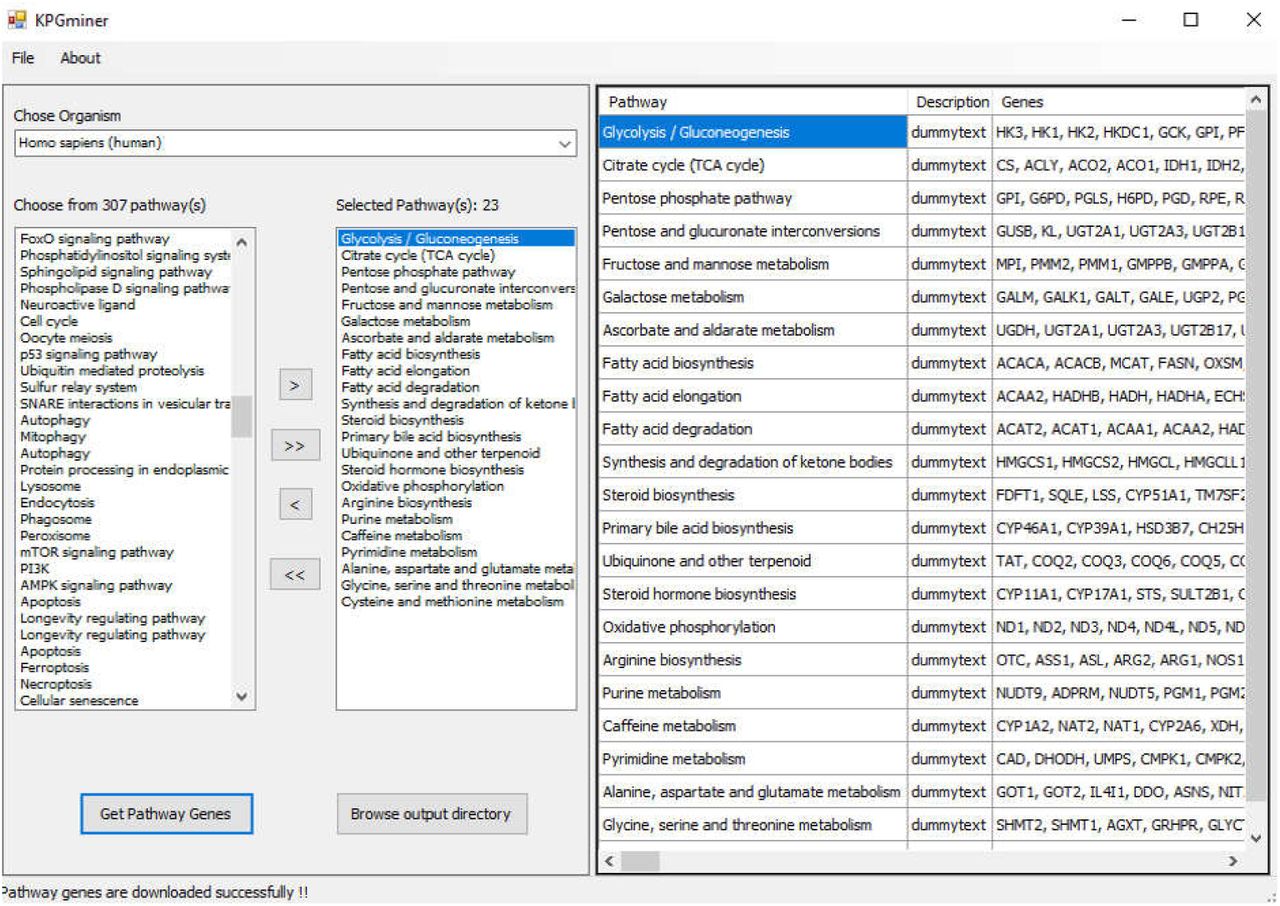 KPGminer
File About
Chose Organism
Homo sapiens (human)
Choose from 307 pathway(s)
FoxO signaling pathway
Phosphatidylinositol signaling syste
Sphingolipid signaling pathway
Phospholipase D signaling pathwa
Neuroactive ligand
Cell cycle
Oocyte meiosis
p53 signaling pathway
Ubiquitin mediated proteolysis
Sulfur relay system
SNARE interactions in vesicular tra
Autophagy
Mitophagy
Autophagy
Protein processing in endoplasmic
Lysosome
Endocytosis
Phagosome
Peroxisome
mTOR signaling pathway
PI3K
AMPK signaling pathway
Apoptosis
Longevity regulating pathway
Longevity regulating pathway
Apoptosis
Ferroptosis
Necroptosis
Cellular senescence
>
>>
<
<<
Selected Pathway(s): 23
Glycolysis / Gluconeogenesis
Citrate cycle (TCA cycle)
Pentose phosphate pathway
Pentose and glucuronate interconvers
Fructose and mannose metabolism
Galactose metabolism
Ascorbate and aldarate metabolism
Fatty acid biosynthesis
Fatty acid elongation
Fatty acid degradation
Synthesis and degradation of ketone
Steroid biosynthesis
Primary bile acid biosynthesis
Ubiquinone and other terpenoid
Steroid hormone biosynthesis
Oxidative phosphorylation
Arginine biosynthesis
Purine metabolism
Caffeine metabolism
Pyrimidine metabolism
Alanine, aspartate and glutamate meta
Glycine, serine and threonine metabol
Cysteine and methionine metabolism
Get Pathway Genes
Browse output directory
Pathway Description Genes
Glycolysis / Gluconeogenesis dummytext HK3, HK1, HK2, HKDC1, GCK, GPI, PF
Citrate cycle (TCA cycle) dummytext CS, ACLY, ACO2, ACO1, IDH1, IDH2,
Pentose phosphate pathway dummytext GPI, G6PD, PGLS, H6PD, PGD, RPE, R
Pentose and glucuronate interconversions dummytext GUSB, KL, UGT2A1, UGT2A3, UGT2B1
Fructose and mannose metabolism dummytext MPI, PMM2, PMM1, GMPPB, GMPPA,
Galactose metabolism dummytext GALM, GALK1, GALT, GALE, UGP2, PG
Ascorbate and aldarate metabolism dummytext UGDH, UGT2A1, UGT2A3, UGT2B17,
Fatty acid biosynthesis dummytext ACACA, ACACB, MCAT, FASN, OXSM,
Fatty acid elongation dummytext ACAA2, HADHB, HADH, HADHA, ECHS
Fatty acid degradation dummytext ACAT2, ACAT1, ACAA1, ACAA2, HAD
Synthesis and degradation of ketone bodies dummytext HMGCS1, HMGCS2, HMGCL, HMGCLL1
Steroid biosynthesis dummytext FDFT1, SQLE, LSS, CYP51A1, TM7SF2
Primary bile acid biosynthesis dummytext CYP46A1, CYP39A1, HSD3B7, CH25H
Ubiquinone and other terpenoid dummytext TAT, COQ2, COQ3, COQ6, COQ5, CO
Steroid hormone biosynthesis dummytext CYP11A1, CYP17A1, STS, SULT2B1, C
Oxidative phosphorylation dummytext ND1, ND2, ND3, ND4, ND4L, ND5, ND
Arginine biosynthesis dummytext OTC, ASS1, ASL, ARG2, ARG1, NOS1
Purine metabolism dummytext NUDT9, ADPRM, NUDT5, PGM1, PGM2
Caffeine metabolism dummytext CYP1A2, NAT2, NAT1, CYP2A6, XDH,
Pyrimidine metabolism dummytext CAD, DHODH, UMPS, CMPK1, CMPK2,
Alanine, aspartate and glutamate metabolism dummytext GOT1, GOT2, IL4I1, DDO, ASNS, NIT
Glycine, serine and threonine metabolism dummytext SHMT2, SHMT1, AGXT, GRHPR, GLYC
Pathway genes are downloaded successfully !!